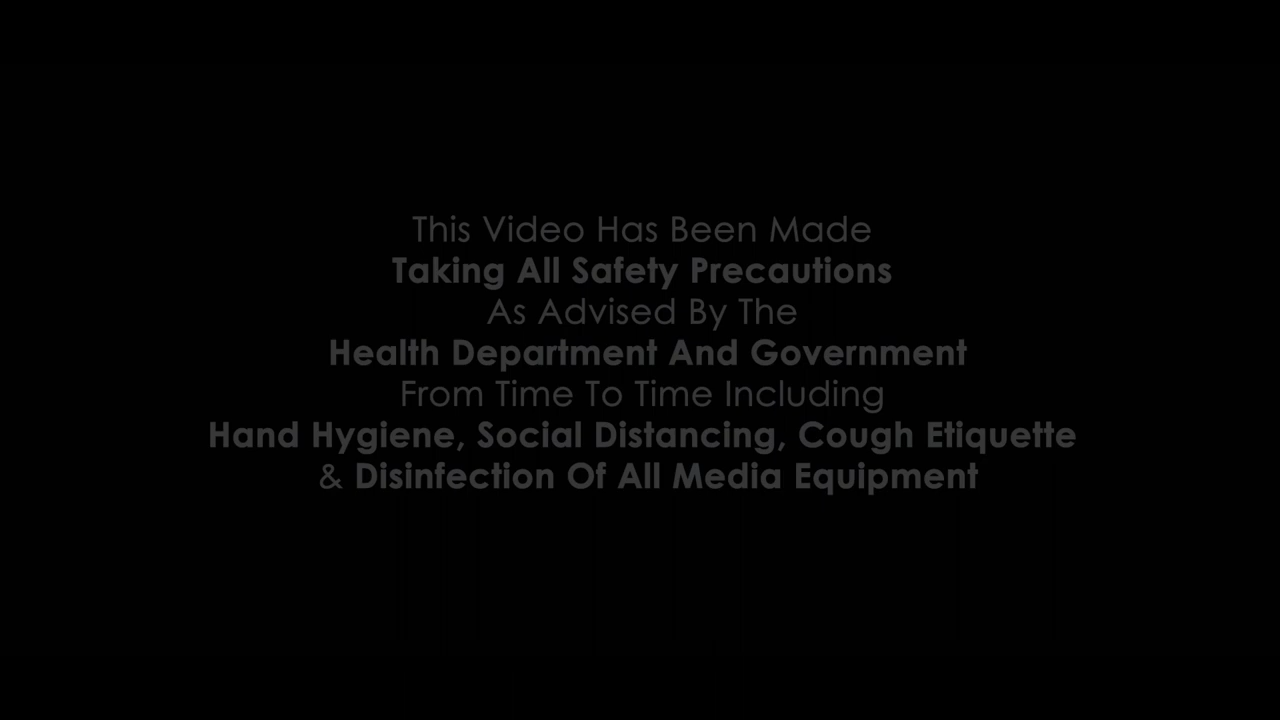 This Video Has Been Made
Taking All Safety Precautions
As Advised By The
Health Department And Government
From Time To Time Including
Hand Hygiene, Social Distancing, Cough Etiquette
& Disinfection Of All Media Equipment